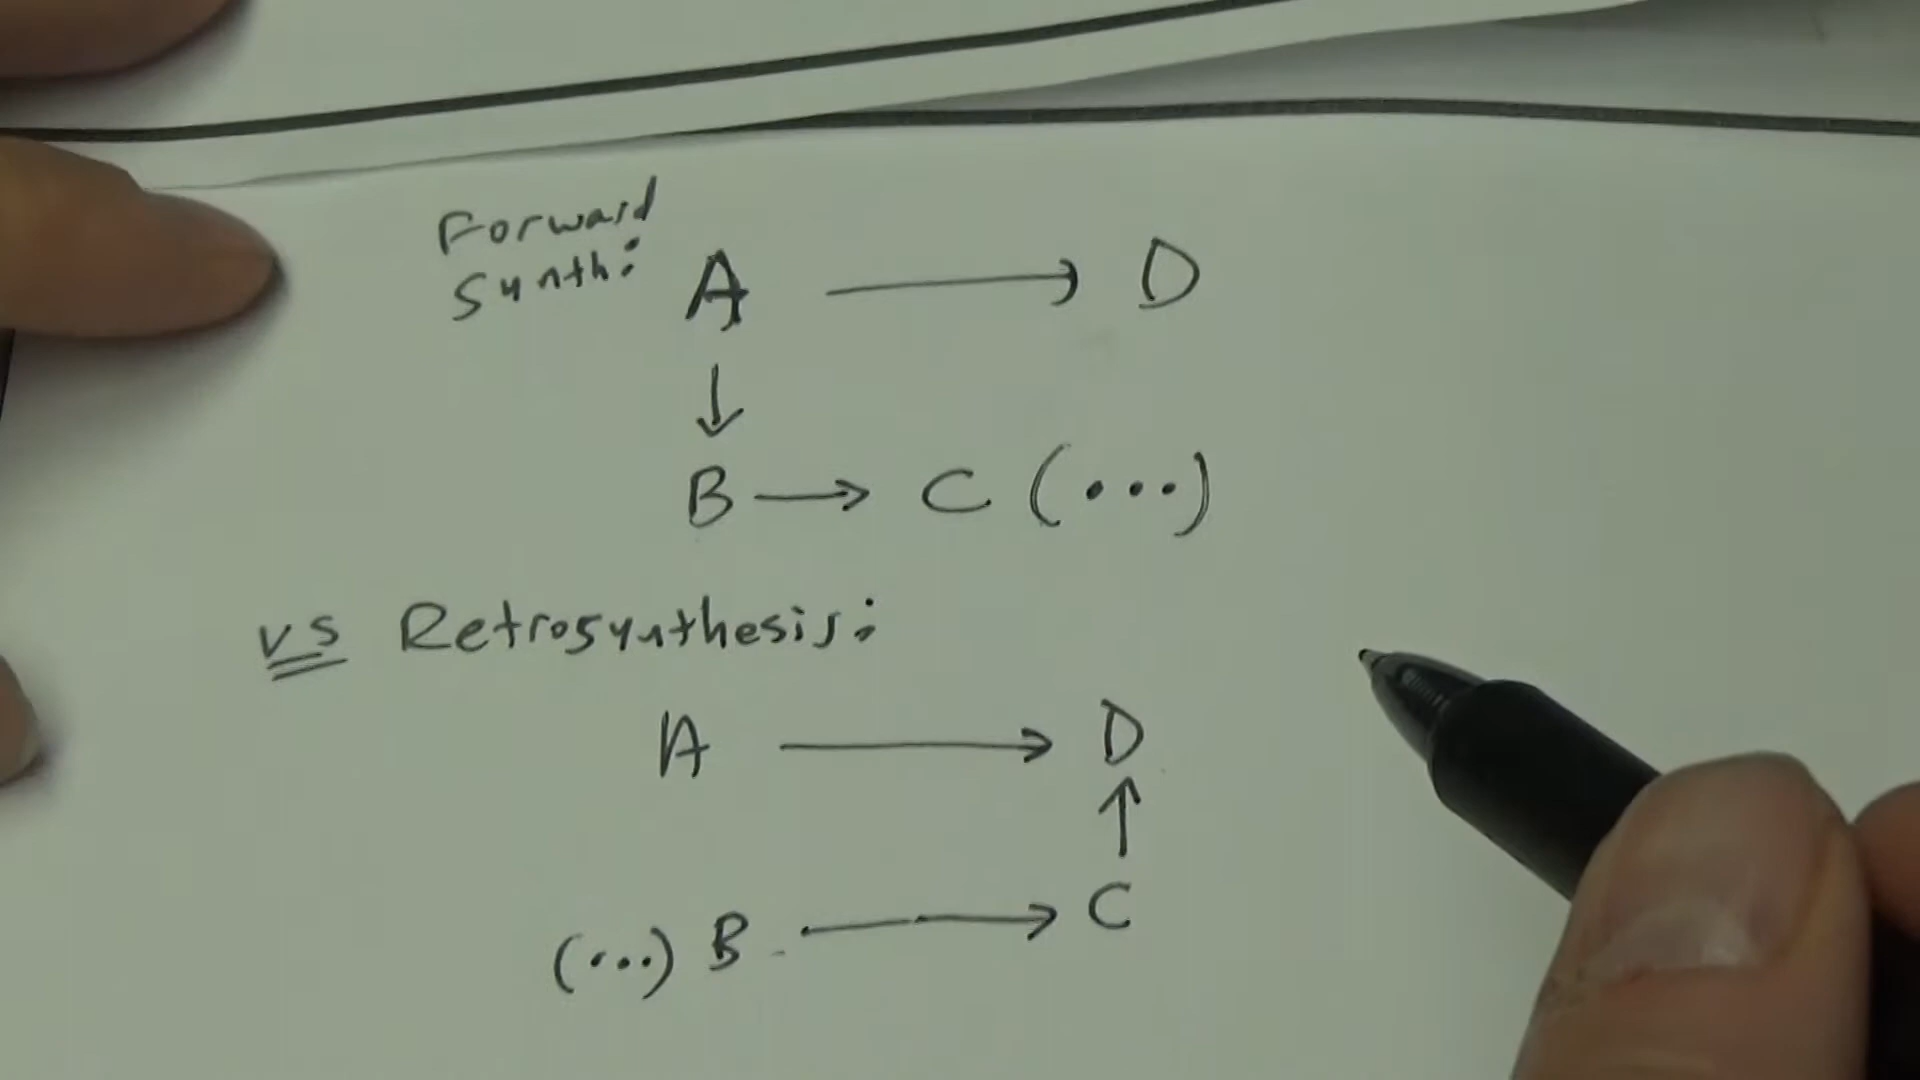 Forward
Synth:
A → D
↓
B → C (...)
vs Retrosynthesis:
A → D
↑
(...) B → C